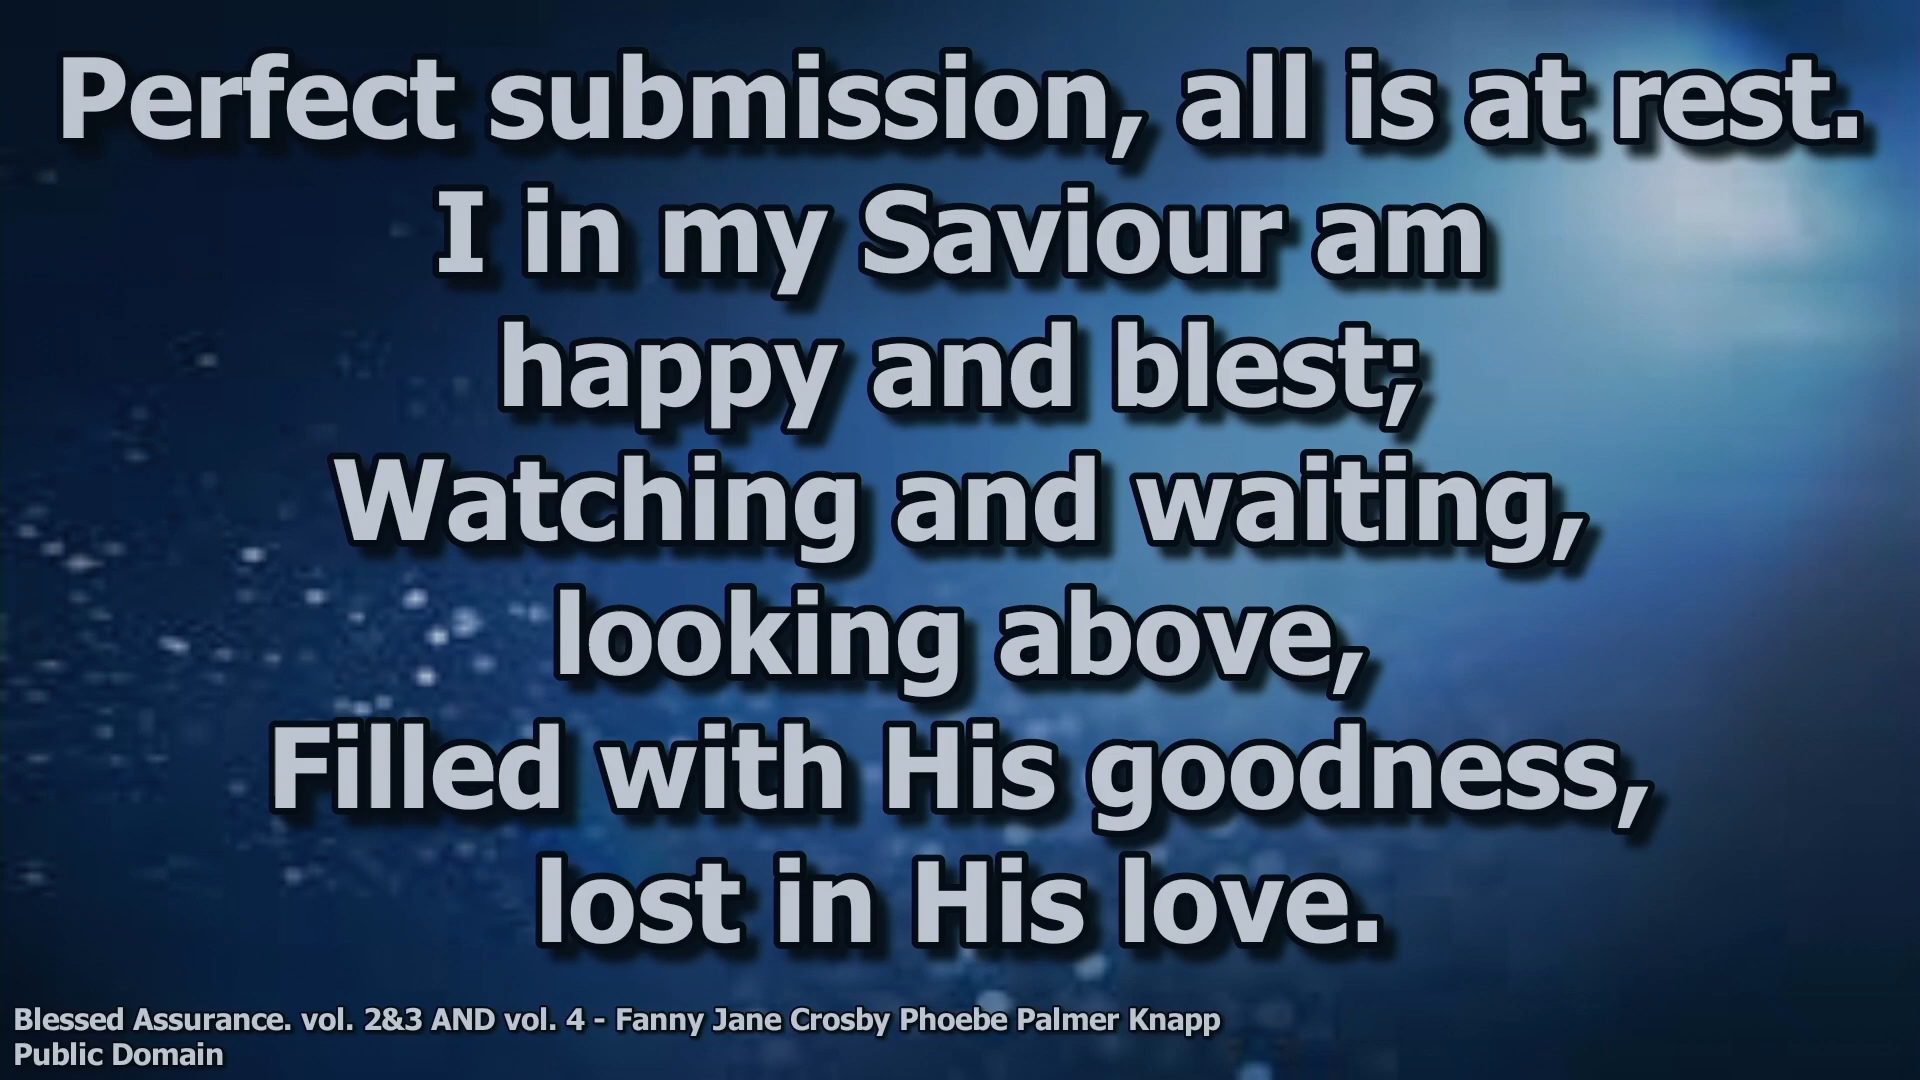 Perfect submission, all is at rest.
I in my Saviour am
happy and blest;
Watching and waiting,
looking above,
Filled with His goodness,
lost in His love.
Blessed Assurance. vol. 2&3 AND vol. 4 - Fanny Jane Crosby Phoebe Palmer Knapp
Public Domain